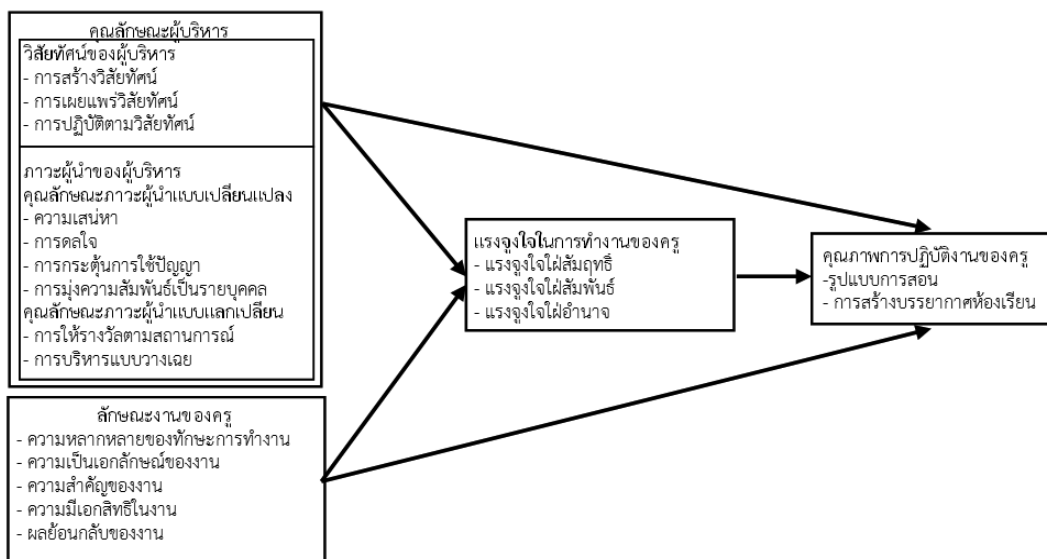 คุณลักษณะผู้บริหาร
วิสัยทัศน์ของผู้บริหาร
- การสร้างวิสัยทัศน์
- การเผยแพร่วิสัยทัศน์
- การปฏิบัติตามวิสัยทัศน์
ภาวะผู้นำของผู้บริหาร
คุณลักษณะภาวะผู้นำแบบเปลี่ยนแปลง
- ความเสน่หา
- การดลใจ
- การกระตุ้นการใช้ปัญญา
- การมุ่งความสัมพันธ์เป็นรายบุคคล
คุณลักษณะภาวะผู้นำแบบแลกเปลี่ยน
- การให้รางวัลตามสถานการณ์
- การบริหารแบบวางเฉย
ลักษณะงานของครู
- ความหลากหลายของทักษะการทำงาน
- ความเป็นเอกลักษณ์ของงาน
- ความสำคัญของงาน
- ความมีเอกสิทธิในงาน
- ผลย้อนกลับของงาน
แรงจูงใจในการทำงานของครู
- แรงจูงใจใฝ่สัมฤทธิ์
- แรงจูงใจใฝ่สัมพันธ์
- แรงจูงใจใฝ่อำนาจ
คุณภาพการปฏิบัติงานของครู
-รูปแบบการสอน
- การสร้างบรรยากาศห้องเรียน